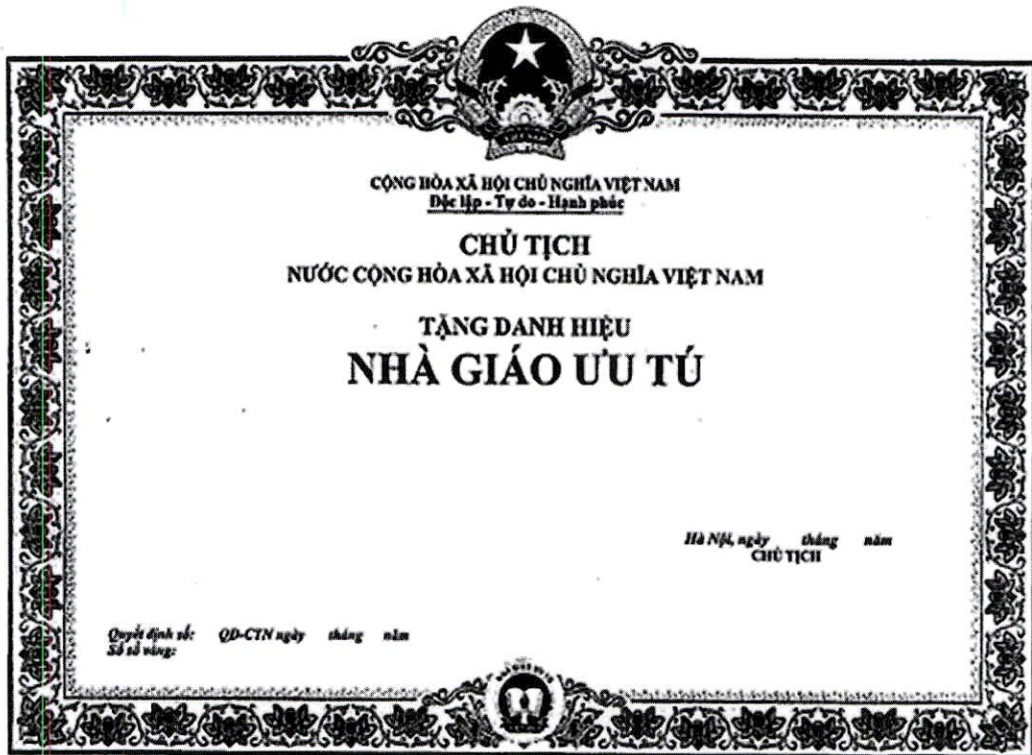 CỘNG HÒA XÃ HỘI CHỦ NGHĨA VIỆT NAM
Độc lập - Tự do - Hạnh phúc
CHỦ TỊCH
NƯỚC CỘNG HÒA XÃ HỘI CHỦ NGHĨA VIỆT NAM
TẶNG DANH HIỆU
NHÀ GIÁO ƯU TÚ
Hà Nội, ngày tháng năm
CHỦ TỊCH
Quyết định số: QD-CTN ngày tháng năm
Số sổ vàng: